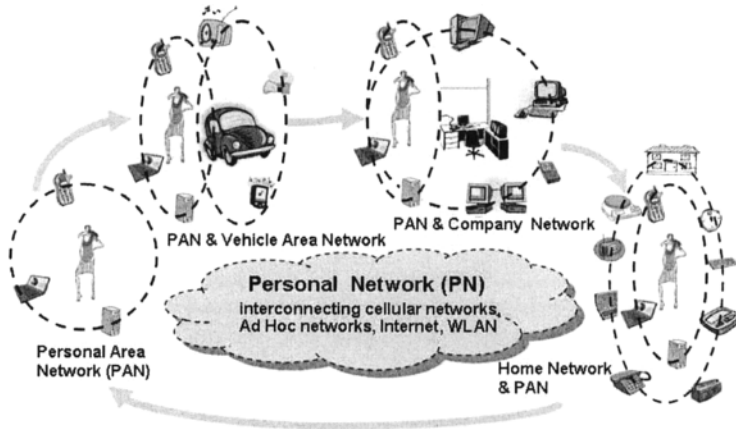 PAN & Vehicle Area Network
PAN & Company Network
Personal Network (PN)
interconnecting cellular networks,
Ad Hoc networks, Internet, WLAN
Personal Area
Network (PAN)
Home Network
& PAN